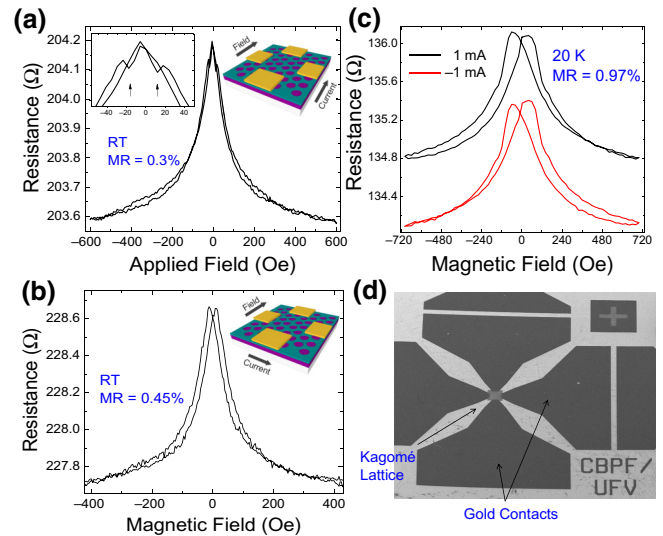 (a)
Resistance (Ω)
204.2
204.1
204.0
203.9
203.8
203.7
203.6
−40 −20 0 20 40
Field
Current
RT
MR = 0.3%
−600 −400 −200 0 200 400 600
Applied Field (Oe)
(b)
Resistance (Ω)
228.6
228.4
228.2
228.0
227.8
Field
Current
RT
MR = 0.45%
−400 −200 0 200 400
Magnetic Field (Oe)
(c)
Resistance (Ω)
136.0
135.4
134.8
134.4
1 mA
−1 mA
20 K
MR = 0.97%
−720 −480 −240 0 240 480 720
Magnetic Field (Oe)
(d)
Kagomé
Lattice
Gold Contacts
CBPF/
UFV